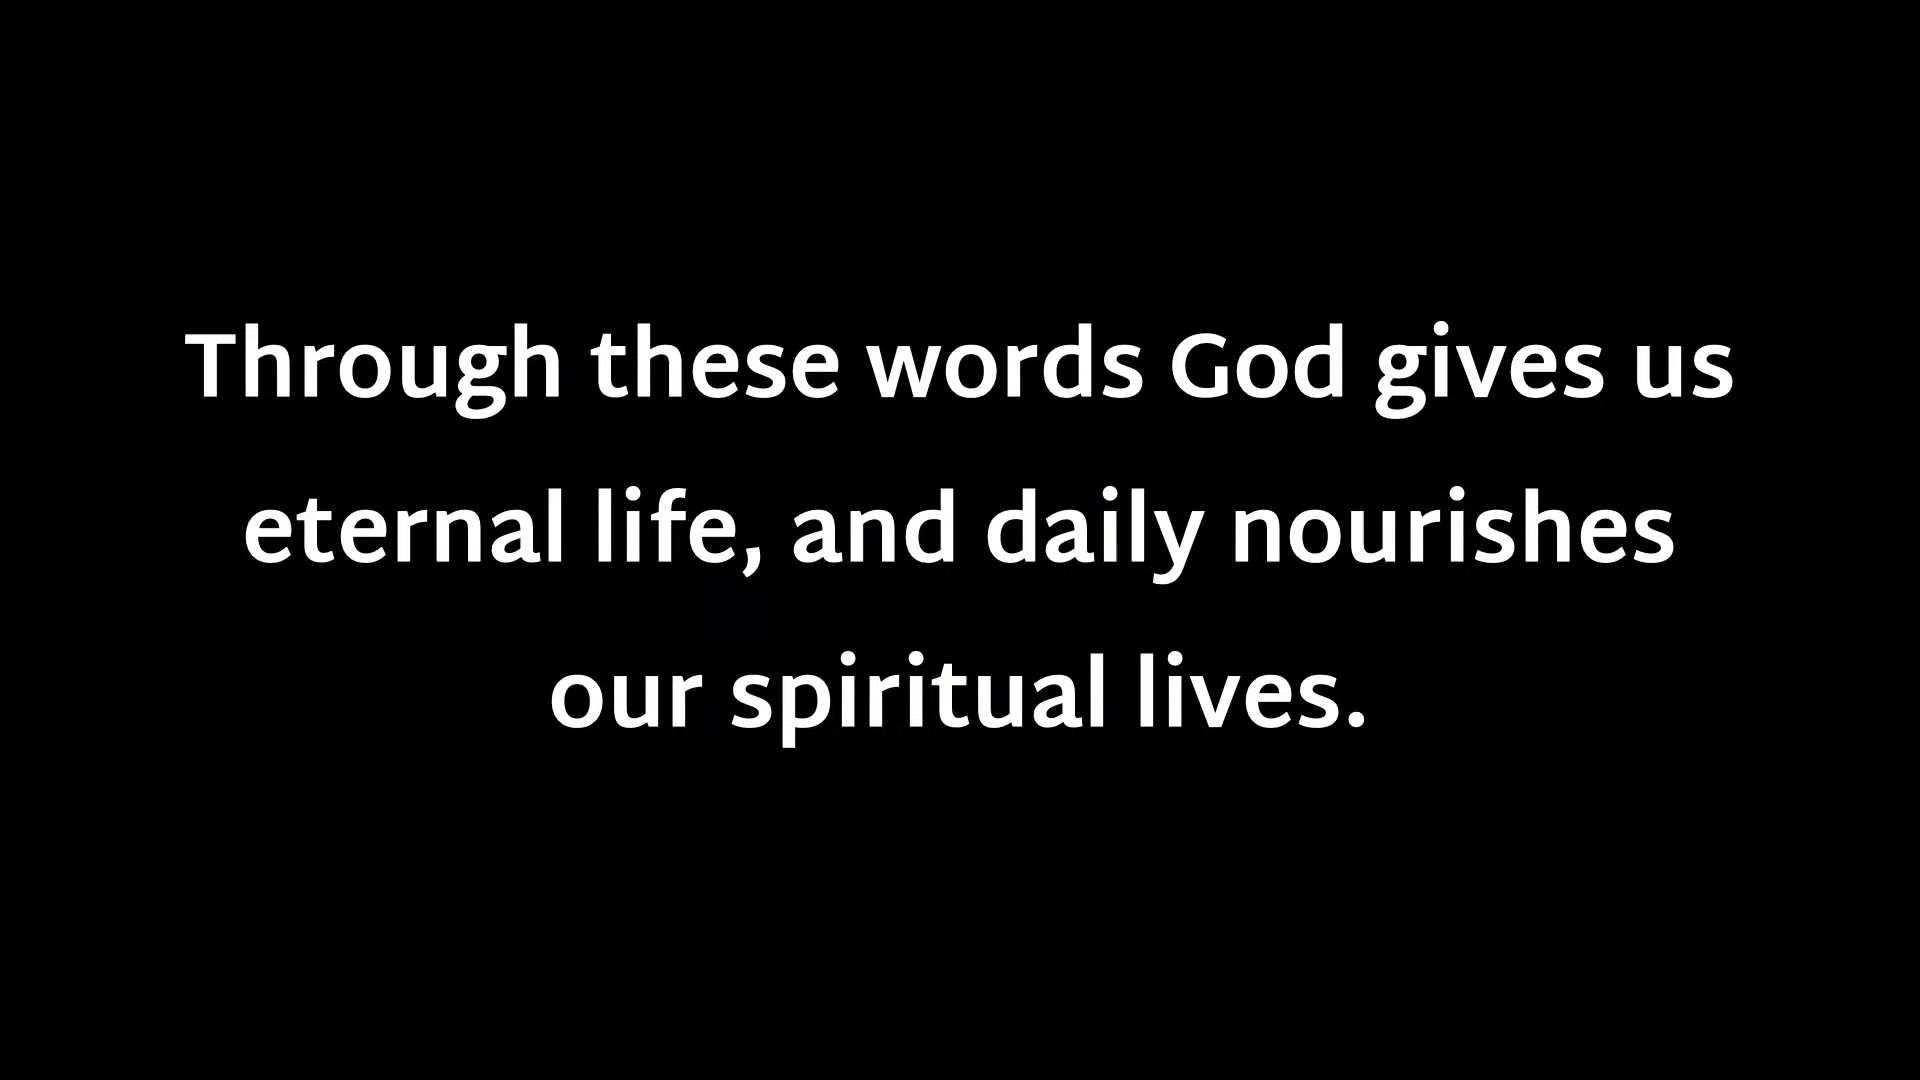 Through these words God gives us
eternal life, and daily nourishes
our spiritual lives.